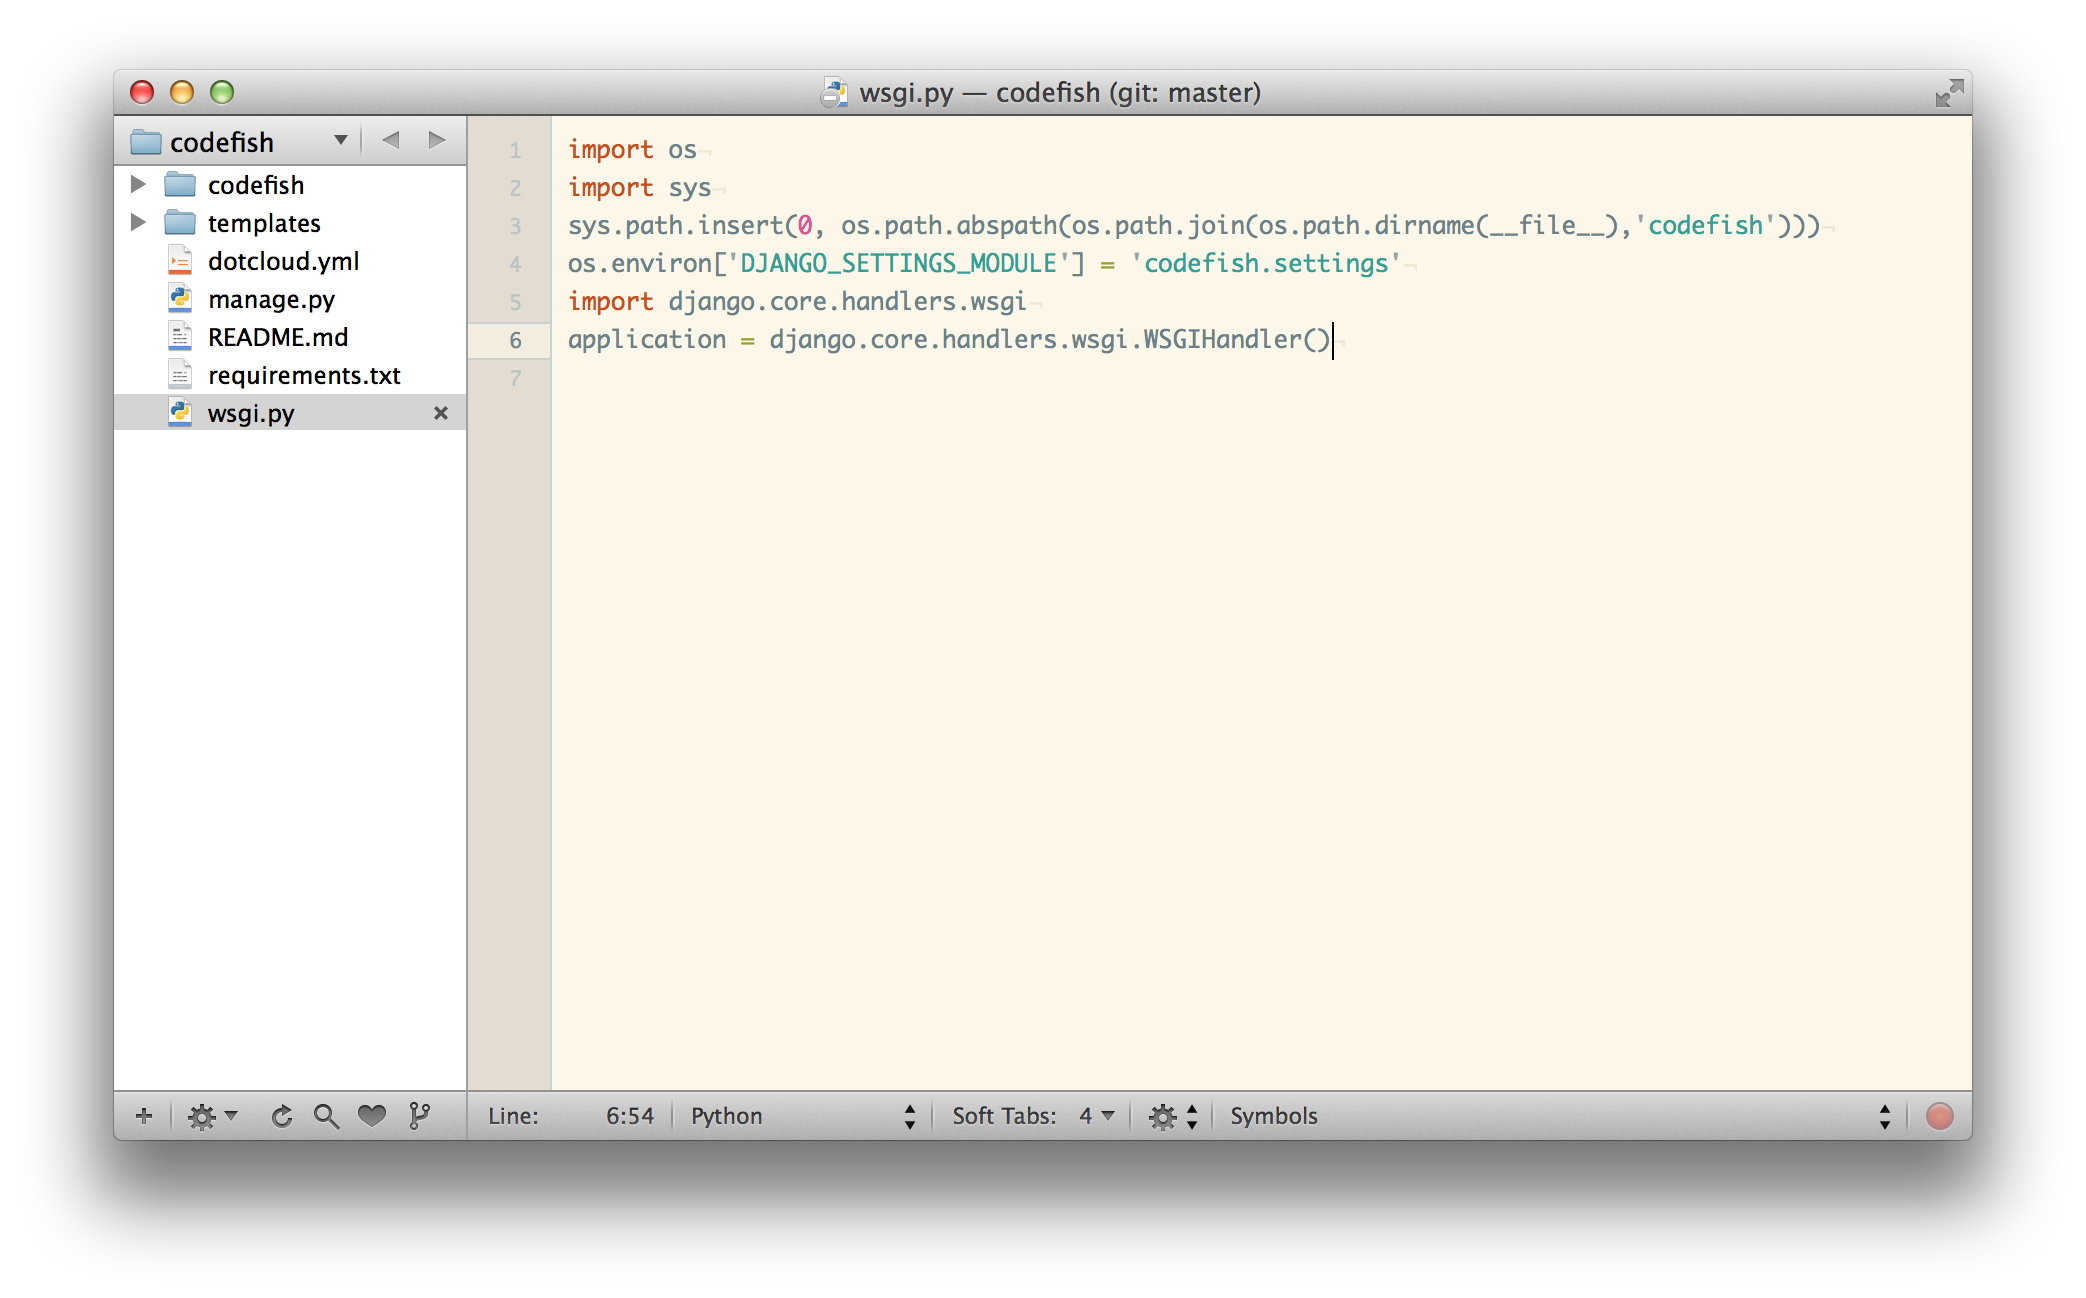 wsgi.py — codefish (git: master)
codefish
codefish
templates
dotcloud.yml
manage.py
README.md
requirements.txt
wsgi.py
1 import os¬
2 import sys¬
3 sys.path.insert(0, os.path.abspath(os.path.join(os.path.dirname(__file__),'codefish')))¬
4 os.environ['DJANGO_SETTINGS_MODULE'] = 'codefish.settings'¬
5 import django.core.handlers.wsgi¬
6 application = django.core.handlers.wsgi.WSGIHandler()¬
7
Line: 6:54 Python Soft Tabs: 4 Symbols